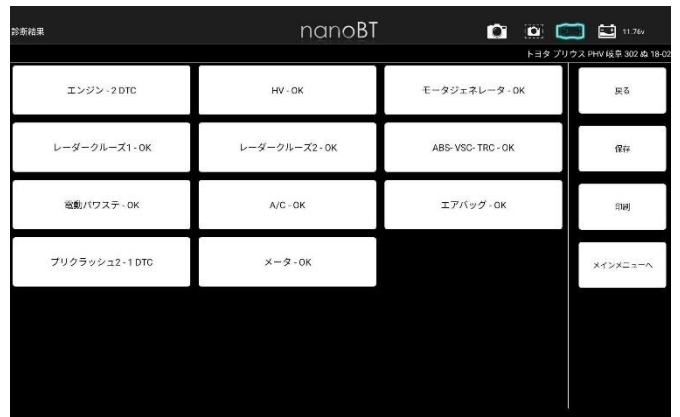 診断結果
nanoBT
11.76v
トヨタ プリウス PHV 岐阜 302 ぬ 18-02
エンジン - 2 DTC
HV - OK
モータジェネレータ - OK
戻る
レーダークルーズ1 - OK
レーダークルーズ2 - OK
ABS- VSC- TRC - OK
保存
電動パワステ - OK
A/C - OK
エアバッグ - OK
印刷
プリクラッシュ2 - 1 DTC
メータ - OK
メインメニューへ